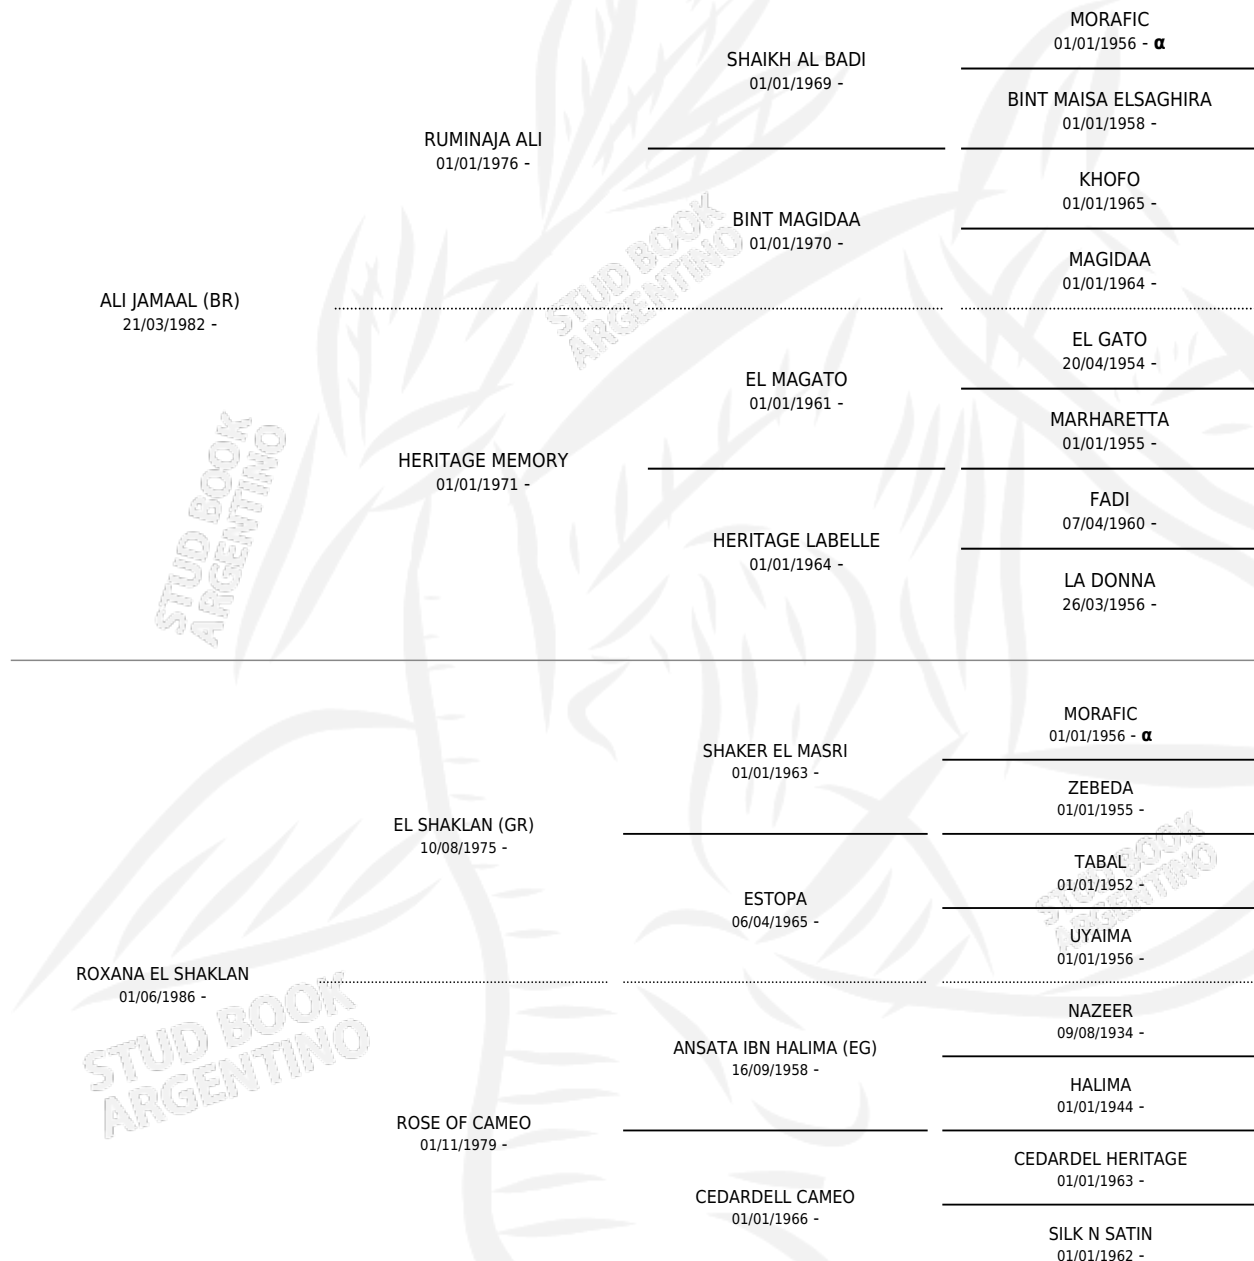 MORAFIC
01/01/1956 - α
SHAIKH AL BADI
01/01/1969 -
BINT MAISA ELSAGHIRA
01/01/1958 -
RUMINAJA ALI
01/01/1976 -
KHOFO
01/01/1965 -
BINT MAGIDAA
01/01/1970 -
MAGIDAA
01/01/1964 -
ALI JAMAAL (BR)
21/03/1982 -
EL GATO
20/04/1954 -
EL MAGATO
01/01/1961 -
MARHARETTA
01/01/1955 -
HERITAGE MEMORY
01/01/1971 -
FADI
07/04/1960 -
HERITAGE LABELLE
01/01/1964 -
LA DONNA
26/03/1956 -
MORAFIC
01/01/1956 - α
SHAKER EL MASRI
01/01/1963 -
ZEBEDA
01/01/1955 -
EL SHAKLAN (GR)
10/08/1975 -
TABAL
01/01/1952 -
ESTOPA
06/04/1965 -
UYAIMA
01/01/1956 -
ROXANA EL SHAKLAN
01/06/1986 -
NAZEER
09/08/1934 -
ANSATA IBN HALIMA (EG)
16/09/1958 -
HALIMA
01/01/1944 -
ROSE OF CAMEO
01/11/1979 -
CEDARDEL HERITAGE
01/01/1963 -
CEDARDELL CAMEO
01/01/1966 -
SILK N SATIN
01/01/1962 -
STUD BOOK
ARGENTINO
STUD BOOK
ARGENTINO
STUD BOOK
ARGENTINO
STUD BOOK
ARGENTINO